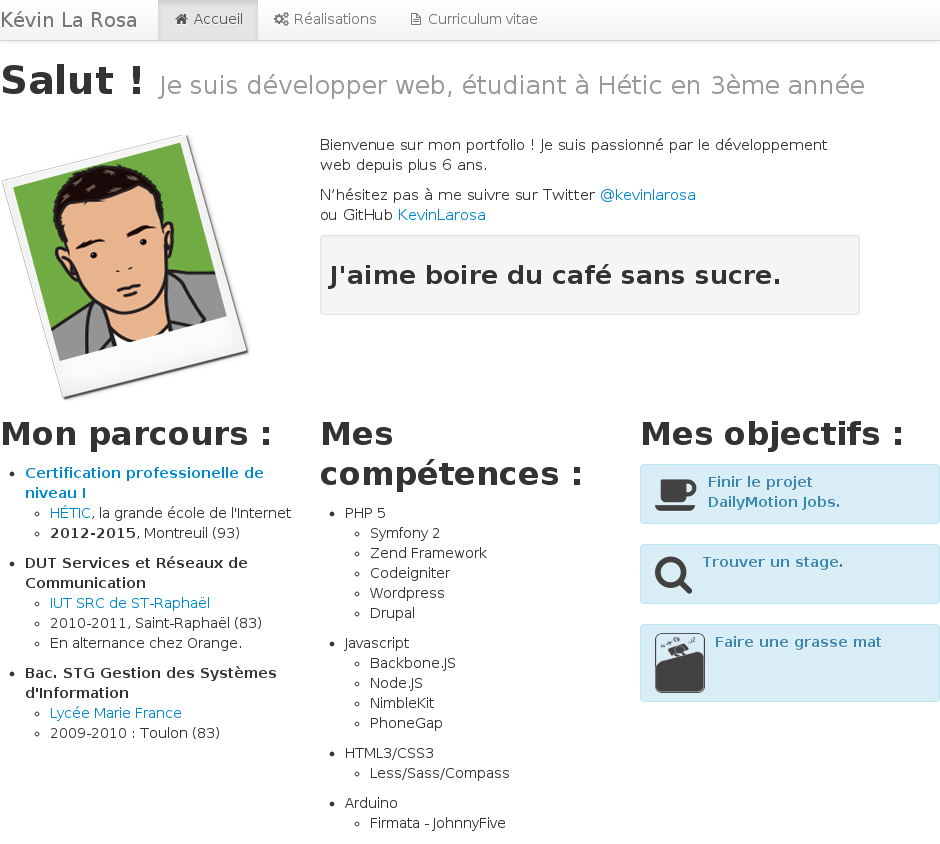 Kévin La Rosa
Accueil
Réalisations
Curriculum vitae
Salut ! Je suis développer web, étudiant à Hétic en 3ème année
Bienvenue sur mon portfolio ! Je suis passionné par le développement
web depuis plus 6 ans.
N’hésitez pas à me suivre sur Twitter @kevinlarosa
ou GitHub KevinLarosa
J'aime boire du café sans sucre.
Mon parcours :
Certification professionelle de
niveau I
HÉTIC, la grande école de l'Internet
2012-2015, Montreuil (93)
DUT Services et Réseaux de
Communication
IUT SRC de ST-Raphaël
2010-2011, Saint-Raphaël (83)
En alternance chez Orange.
Bac. STG Gestion des Systèmes
d'Information
Lycée Marie France
2009-2010 : Toulon (83)
Mes
compétences :
PHP 5
Symfony 2
Zend Framework
Codeigniter
Wordpress
Drupal
Javascript
Backbone.JS
Node.JS
NimbleKit
PhoneGap
HTML3/CSS3
Less/Sass/Compass
Arduino
Firmata - JohnnyFive
Mes objectifs :
Finir le projet
DailyMotion Jobs.
Trouver un stage.
Faire une grasse mat